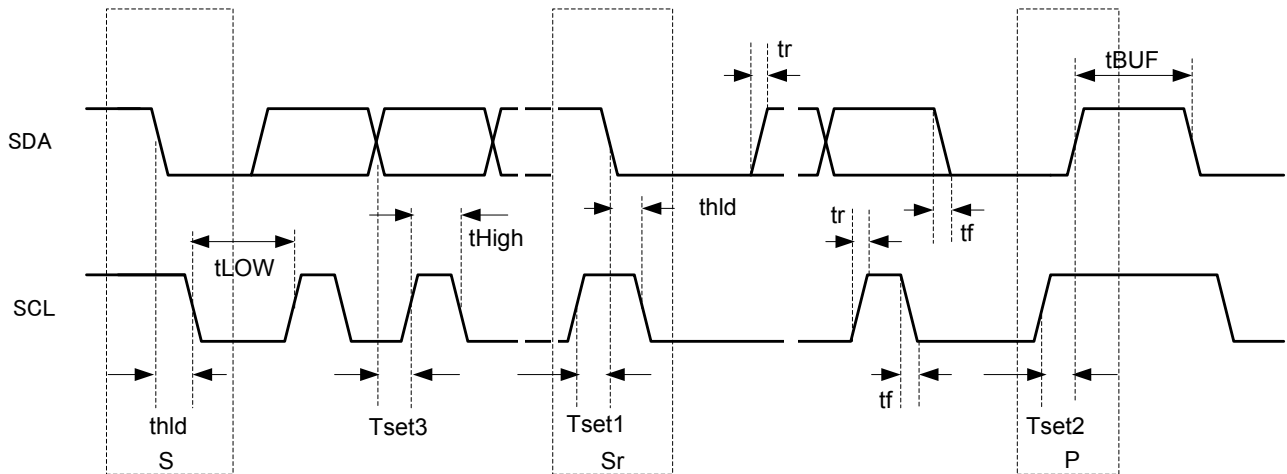 tr
tBUF
SDA
thld
tr
tf
tHigh
tLOW
SCL
tf
thld
Tset3
Tset1
Tset2
S
Sr
P